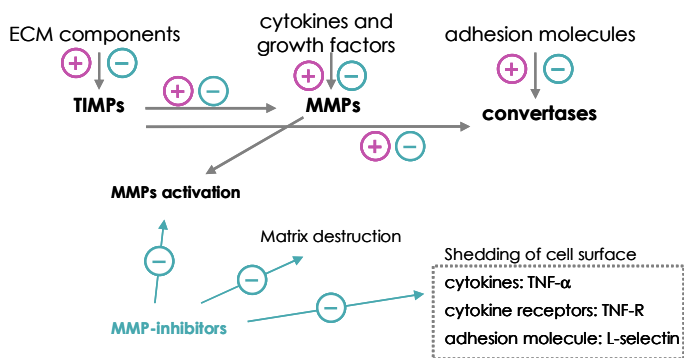 ECM components
cytokines and
growth factors
adhesion molecules
+ −
+ −
+ −
TIMPs
+ −
MMPs
convertases
+ −
MMPs activation
−
Matrix destruction
−
−
MMP-inhibitors
Shedding of cell surface
cytokines: TNF-α
cytokine receptors: TNF-R
adhesion molecule: L-selectin